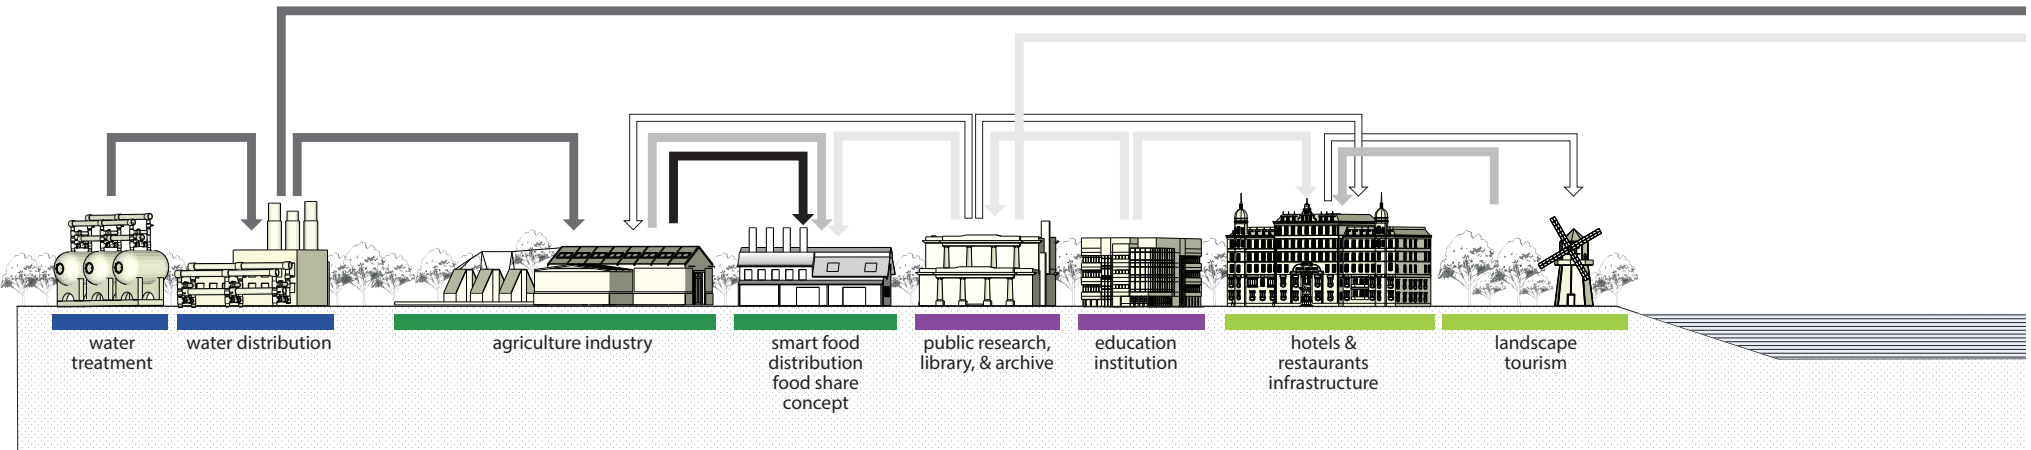 water
treatment
water distribution
agriculture industry
smart food
distribution
food share
concept
public research,
library, & archive
education
institution
hotels &
restaurants
infrastructure
landscape
tourism